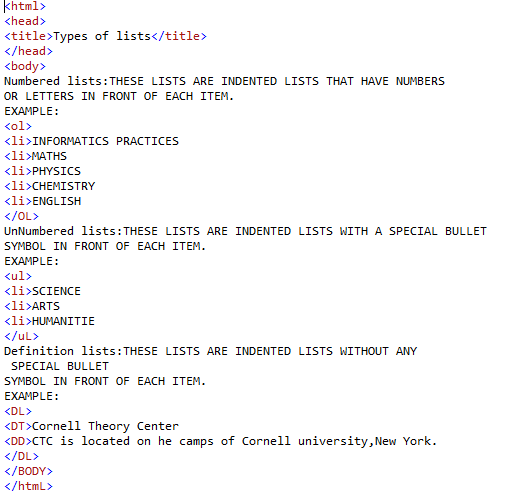 <html>
<head>
<title>Types of lists</title>
</head>
<body>
Numbered lists:THESE LISTS ARE INDENTED LISTS THAT HAVE NUMBERS
OR LETTERS IN FRONT OF EACH ITEM.
EXAMPLE:
<ol>
<li>INFORMATICS PRACTICES
<li>MATHS
<li>PHYSICS
<li>CHEMISTRY
<li>ENGLISH
</OL>
UnNumbered lists:THESE LISTS ARE INDENTED LISTS WITH A SPECIAL BULLET
SYMBOL IN FRONT OF EACH ITEM.
EXAMPLE:
<ul>
<li>SCIENCE
<li>ARTS
<li>HUMANITIE
</uL>
Definition lists:THESE LISTS ARE INDENTED LISTS WITHOUT ANY
 SPECIAL BULLET
SYMBOL IN FRONT OF EACH ITEM.
EXAMPLE:
<DL>
<DT>Cornell Theory Center
<DD>CTC is located on he camps of Cornell university,New York.
</DL>
</BODY>
</htmL>